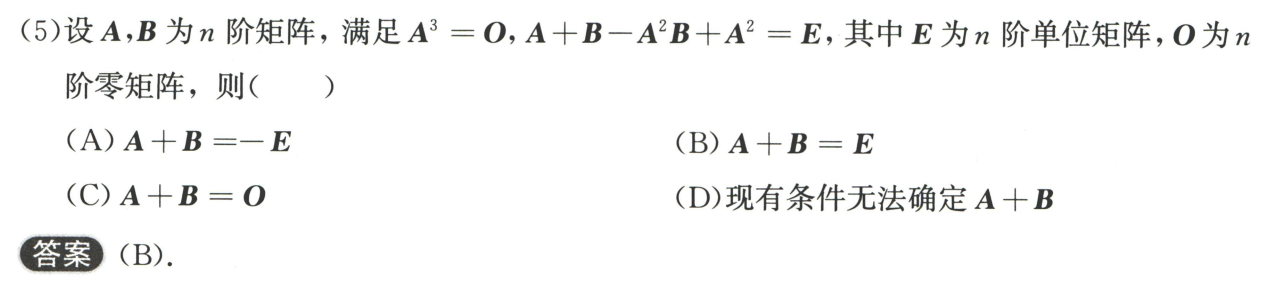 (5)设 A,B 为 n 阶矩阵，满足 A³ = O, A+B−A²B+A² = E, 其中 E 为 n 阶单位矩阵, O 为 n
阶零矩阵，则(　　)
(A) A+B =− E　(B) A+B = E
(C) A+B = O　(D)现有条件无法确定 A+B
答案 (B).